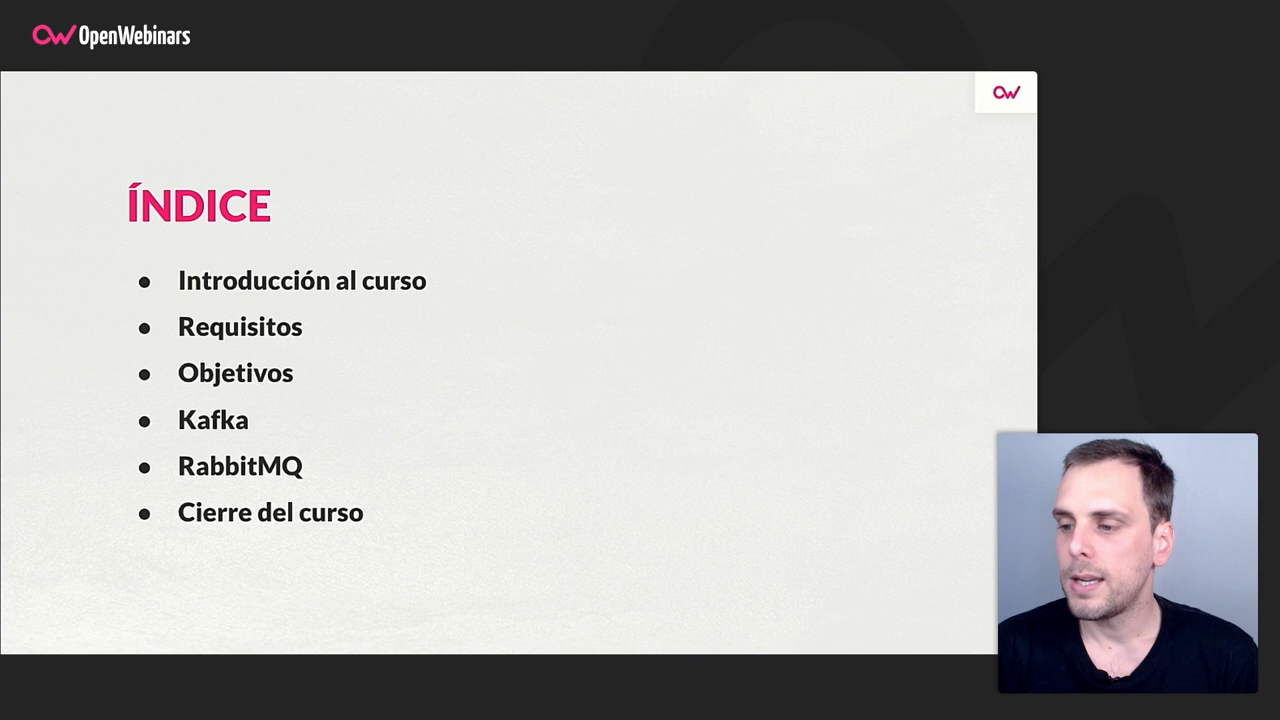 OpenWebinars
ÍNDICE
● Introducción al curso
● Requisitos
● Objetivos
● Kafka
● RabbitMQ
● Cierre del curso